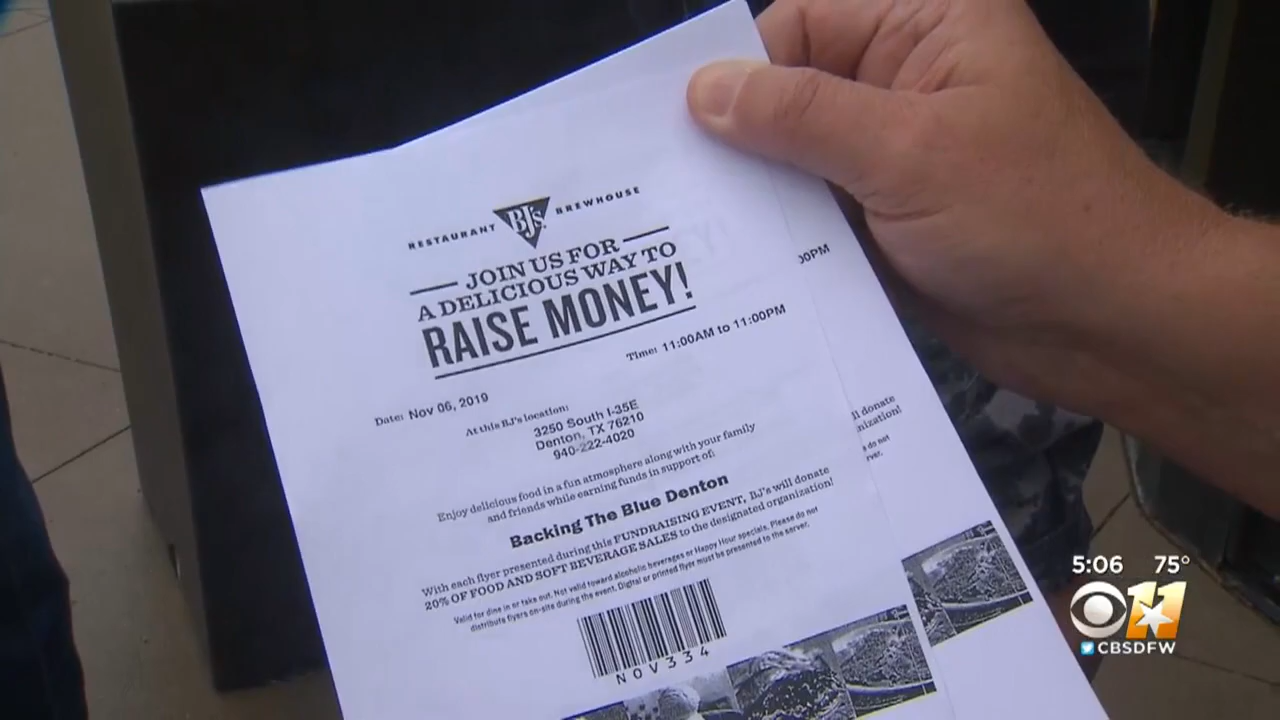 RESTAURANT BJ's BREWHOUSE
JOIN US FOR
A DELICIOUS WAY TO
RAISE MONEY!
Date: Nov 06, 2019
Time: 11:00AM to 11:00PM
At this BJ's location:
3250 South I-35E
Denton, TX 76210
940-222-4020
Enjoy delicious food in a fun atmosphere along with your family
and friends while earning funds in support of:
Backing The Blue Denton
With each flyer presented during this FUNDRAISING EVENT, BJ's will donate
20% OF FOOD AND SOFT BEVERAGE SALES to the designated organization!
Valid for dine in or take out. Not valid toward alcoholic beverages or Happy Hour specials. Please do not
distribute flyers on-site during the event. Digital or printed flyer must be presented to the server.
NOV334
00PM
ll donate
nization!
do not
rver.
5:06 75°
11
CBSDFW